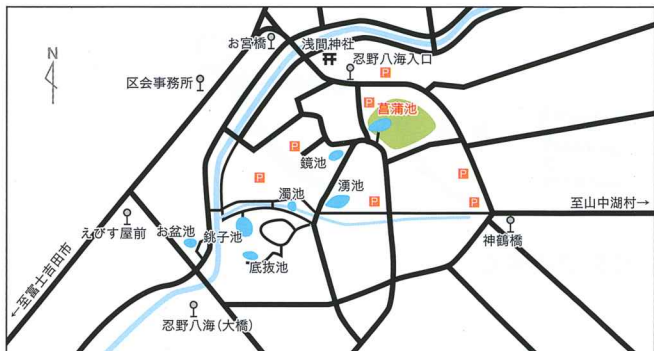 お宮橋
浅間神社
忍野八海入口
N
区会事務所
P
P
菖蒲池
P
鏡池
P
湧池
P
P
P
濁池
至山中湖村→
えびす屋前
お盆池
銚子池
神鶴橋
底抜池
←至富士吉田市
忍野八海(大橋)